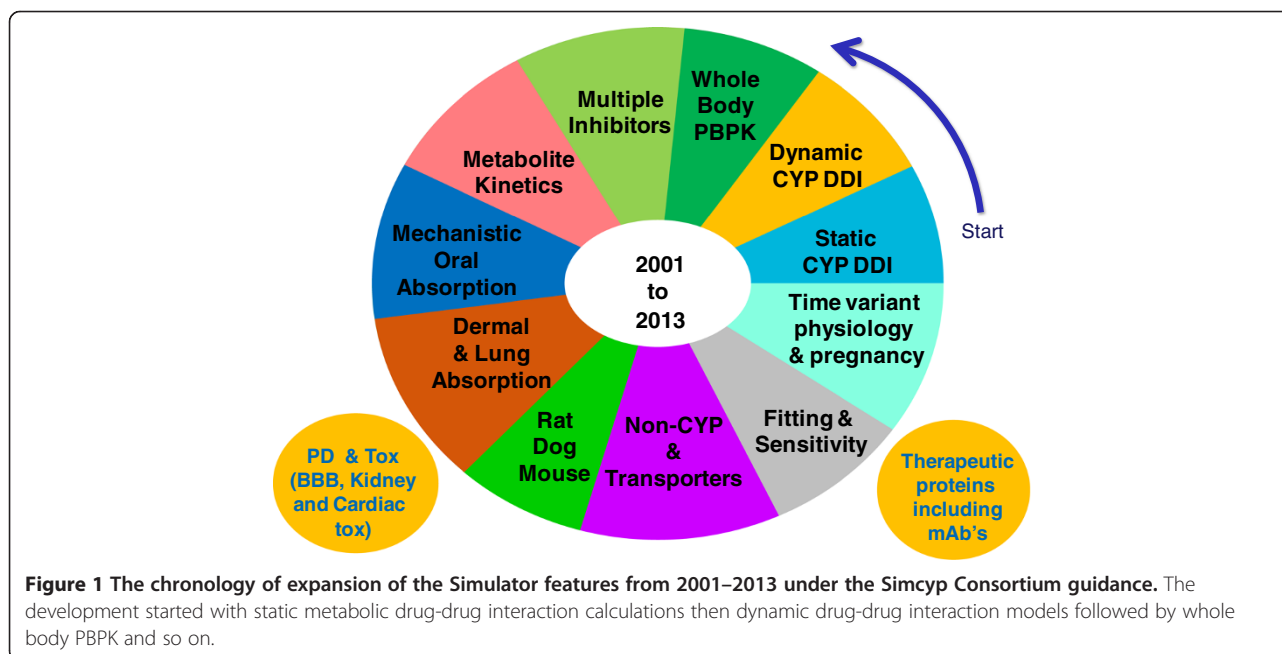 Whole
Body
PBPK
Multiple
Inhibitors
Dynamic
CYP DDI
Metabolite
Kinetics
Start
Static
CYP DDI
Mechanistic
Oral
Absorption
2001
to
2013
Time variant
physiology
& pregnancy
Dermal
& Lung
Absorption
Fitting &
Sensitivity
Non-CYP
&
Transporters
Rat
Dog
Mouse
PD & Tox
(BBB, Kidney
and Cardiac
tox)
Therapeutic
proteins
including
mAb's
Figure 1 The chronology of expansion of the Simulator features from 2001–2013 under the Simcyp Consortium guidance. The
development started with static metabolic drug-drug interaction calculations then dynamic drug-drug interaction models followed by whole
body PBPK and so on.